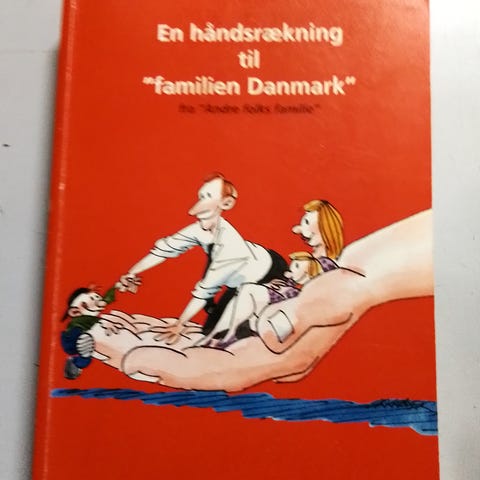 En håndsrækning
til
"familien Danmark"
fra "Andre folks familie"